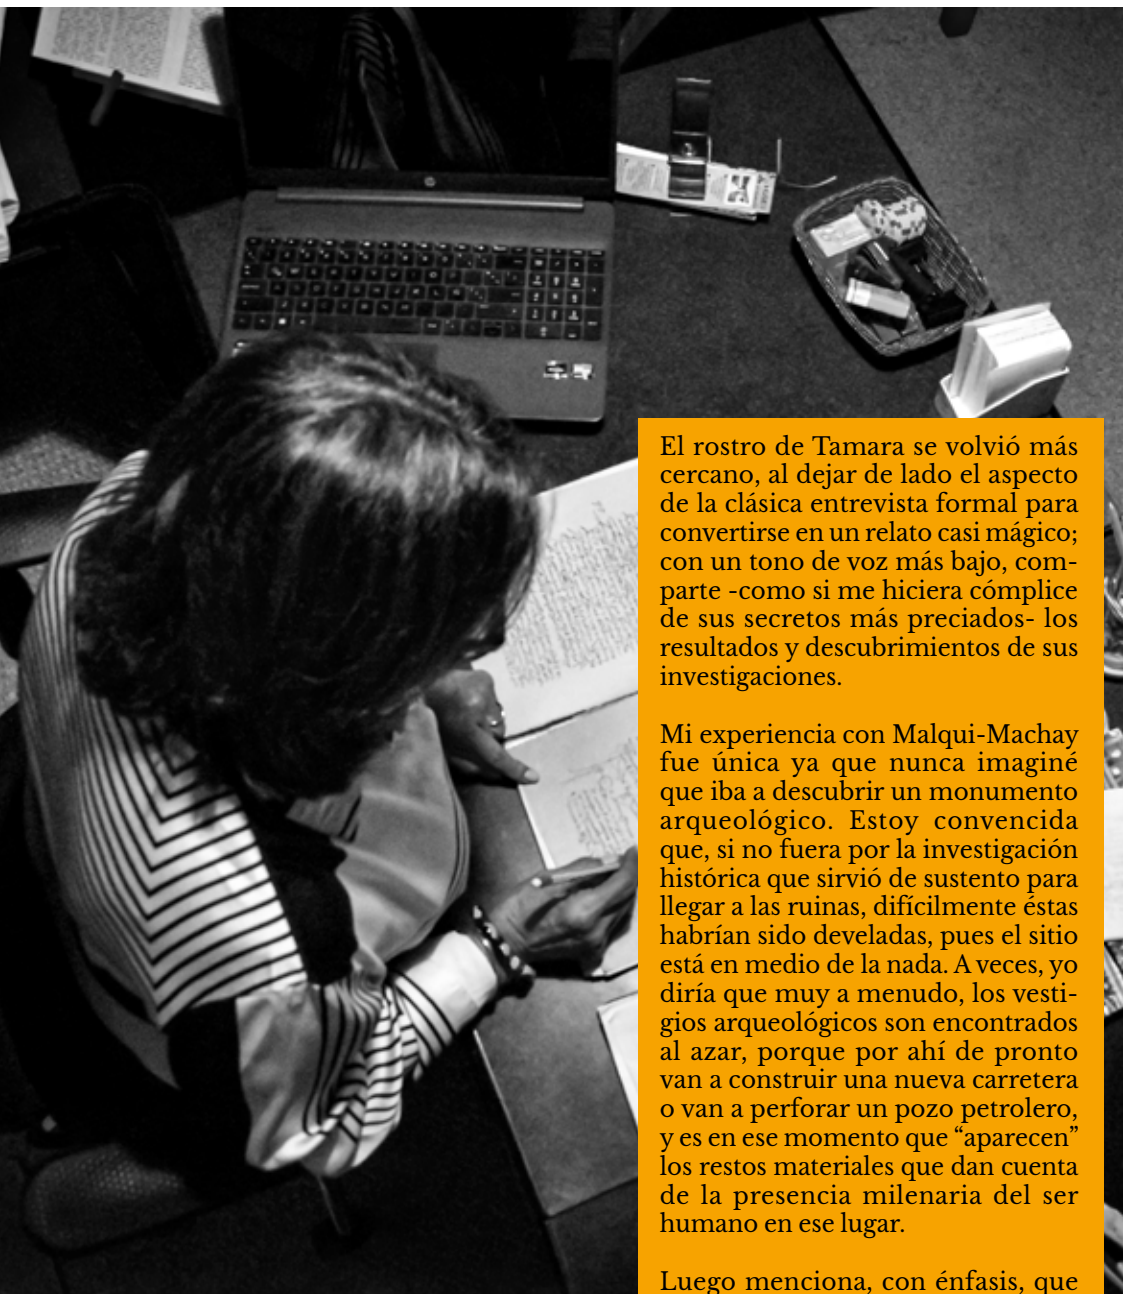 El rostro de Tamara se volvió más
cercano, al dejar de lado el aspecto
de la clásica entrevista formal para
convertirse en un relato casi mágico;
con un tono de voz más bajo, com-
parte -como si me hiciera cómplice
de sus secretos más preciados- los
resultados y descubrimientos de sus
investigaciones.
Mi experiencia con Malqui-Machay
fue única ya que nunca imaginé
que iba a descubrir un monumento
arqueológico. Estoy convencida
que, si no fuera por la investigación
histórica que sirvió de sustento para
llegar a las ruinas, difícilmente éstas
habrían sido develadas, pues el sitio
está en medio de la nada. A veces, yo
diría que muy a menudo, los vesti-
gios arqueológicos son encontrados
al azar, porque por ahí de pronto
van a construir una nueva carretera
o van a perforar un pozo petrolero,
y es en ese momento que “aparecen”
los restos materiales que dan cuenta
de la presencia milenaria del ser
humano en ese lugar.
Luego menciona, con énfasis, que